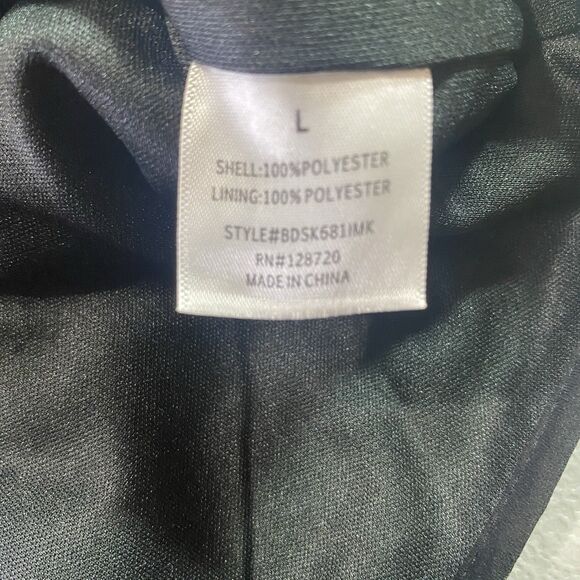 L
SHELL:100%POLYESTER
LINING:100%POLYESTER
STYLE#BDSK681IMK
RN#128720
MADE IN CHINA